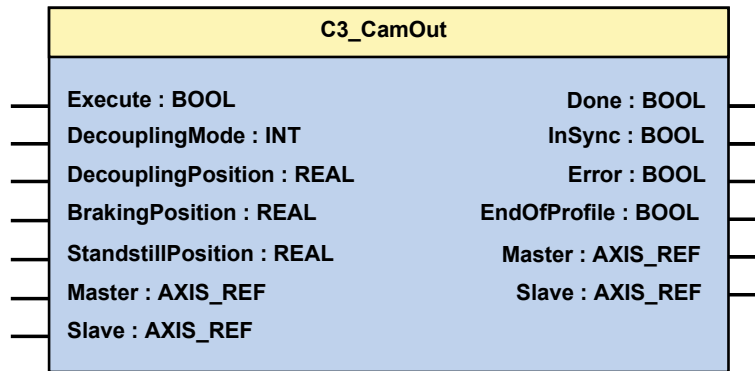 C3_CamOut
Execute : BOOL
Done : BOOL
DecouplingMode : INT
InSync : BOOL
DecouplingPosition : REAL
Error : BOOL
BrakingPosition : REAL
EndOfProfile : BOOL
StandstillPosition : REAL
Master : AXIS_REF
Master : AXIS_REF
Slave : AXIS_REF
Slave : AXIS_REF